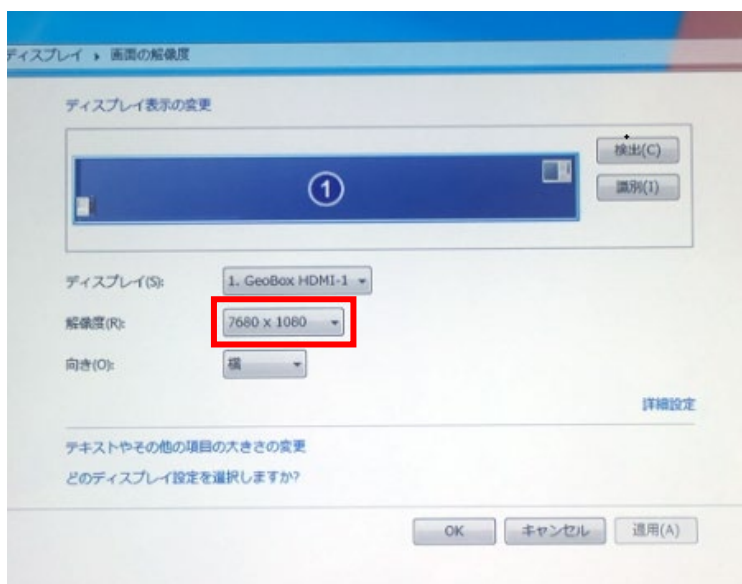 ディスプレイ ▸ 画面の解像度
ディスプレイ表示の変更
1
検出(C)
識別(I)
ディスプレイ(S): 1. GeoBox HDMI-1
解像度(R): 7680 x 1080
向き(O): 横
詳細設定
テキストやその他の項目の大きさの変更
どのディスプレイ設定を選択しますか?
OK キャンセル 適用(A)